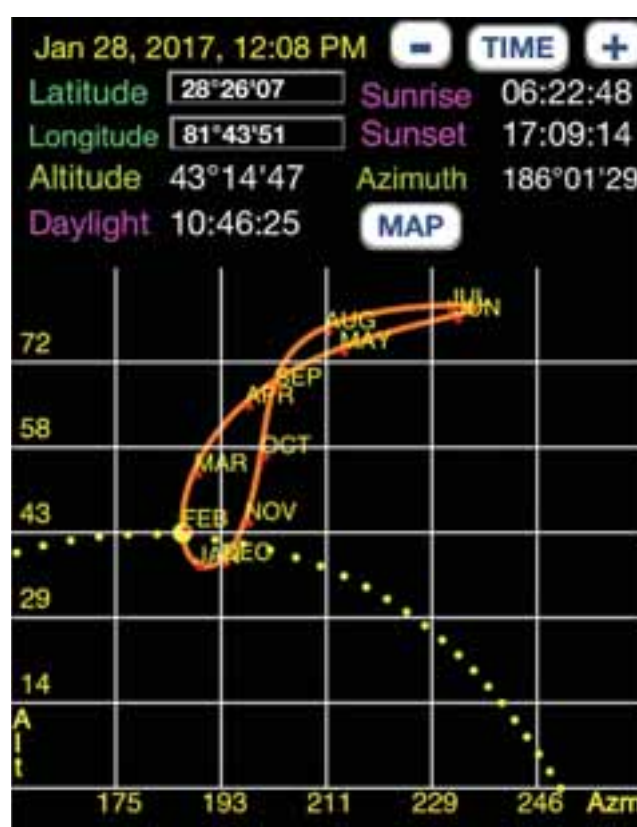 Jan 28, 2017, 12:08 PM - TIME +
Latitude 28°26'07 Sunrise 06:22:48
Longitude 81°43'51 Sunset 17:09:14
Altitude 43°14'47 Azimuth 186°01'29
Daylight 10:46:25 MAP
JUL
JUN
AUG
MAY
72
SEP
APR
58
OCT
MAR
43
FEB NOV
JAN DEC
29
14
Alt
175 193 211 229 246 Azm